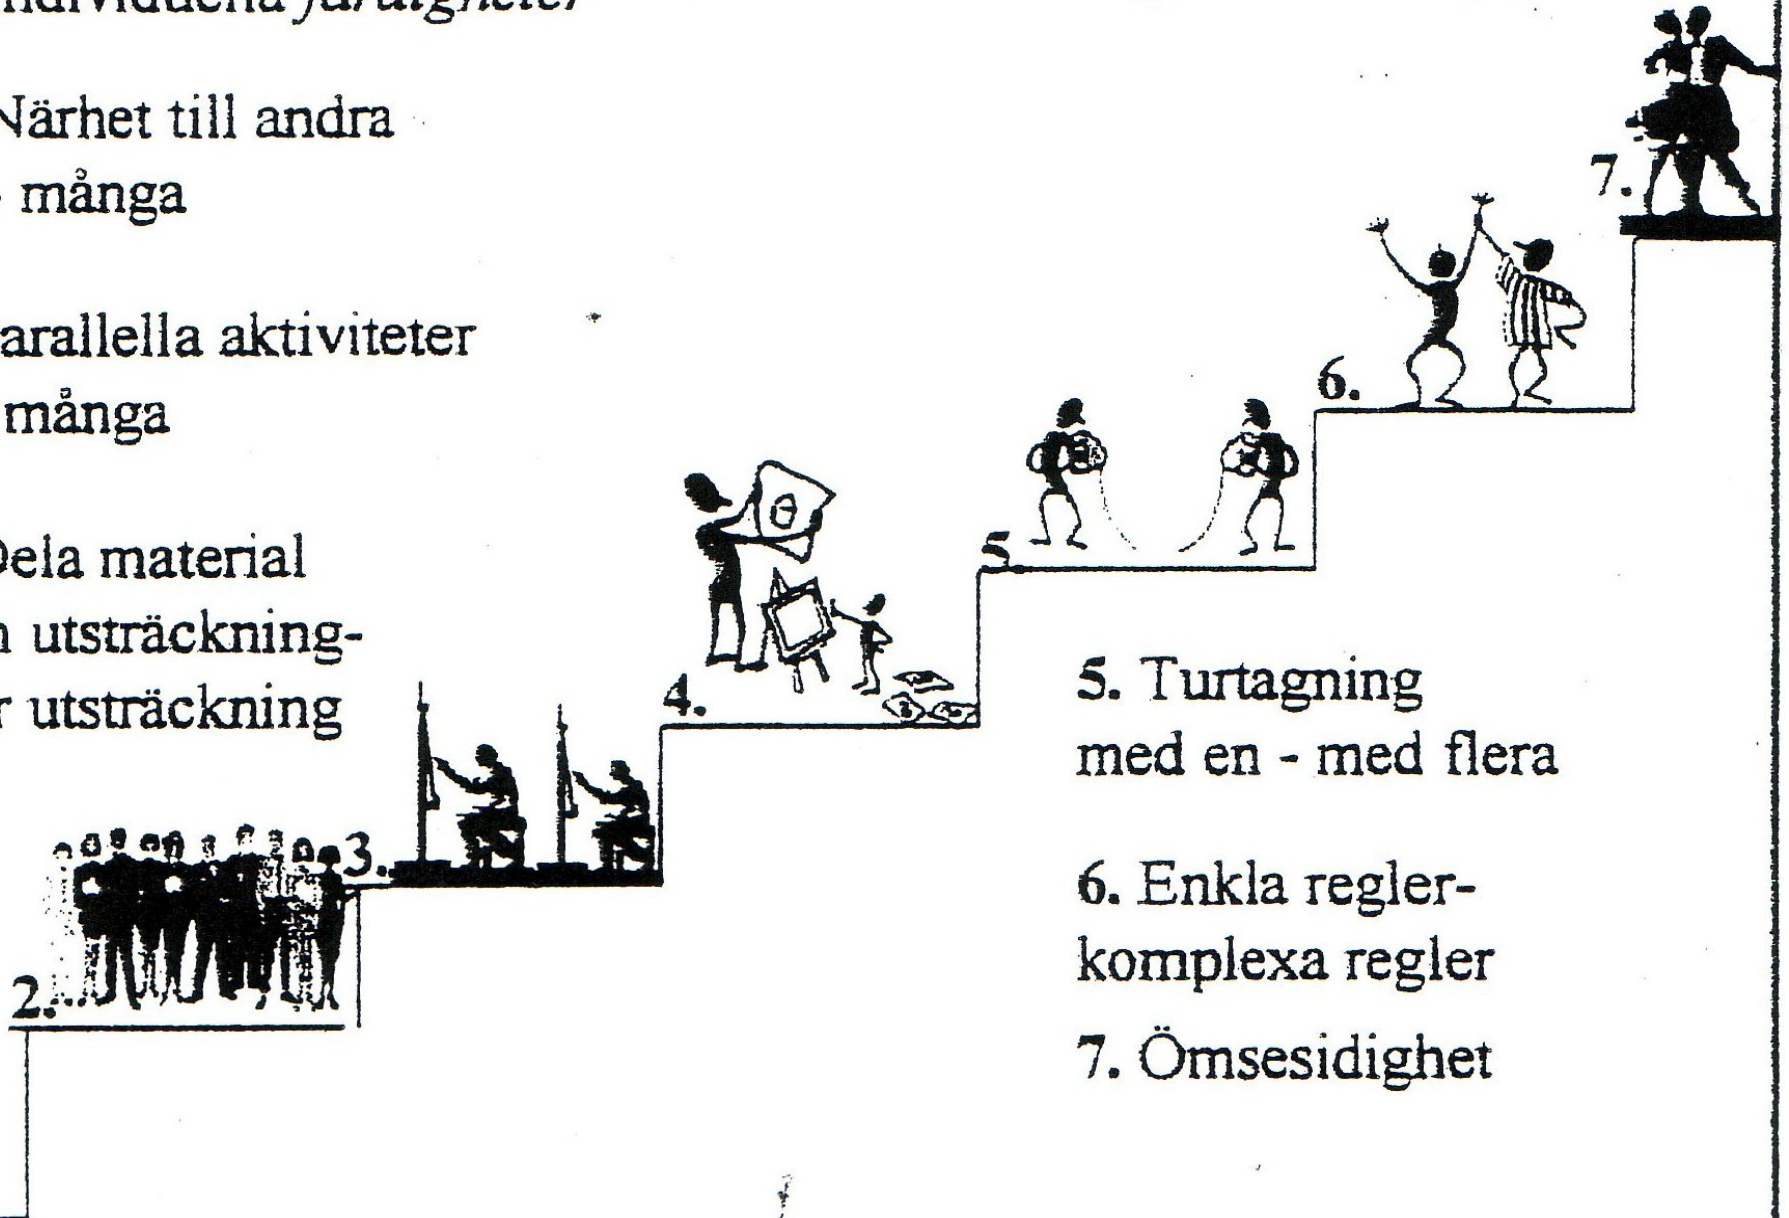 färdigheter
Närhet till andra
- många
arallella aktiviteter
många
Dela material
utsträckning-
r utsträckning
5. Turtagning
med en - med flera
6. Enkla regler-
komplexa regler
7. Ömsesidighet
2.
3.
4.
5.
6.
7.